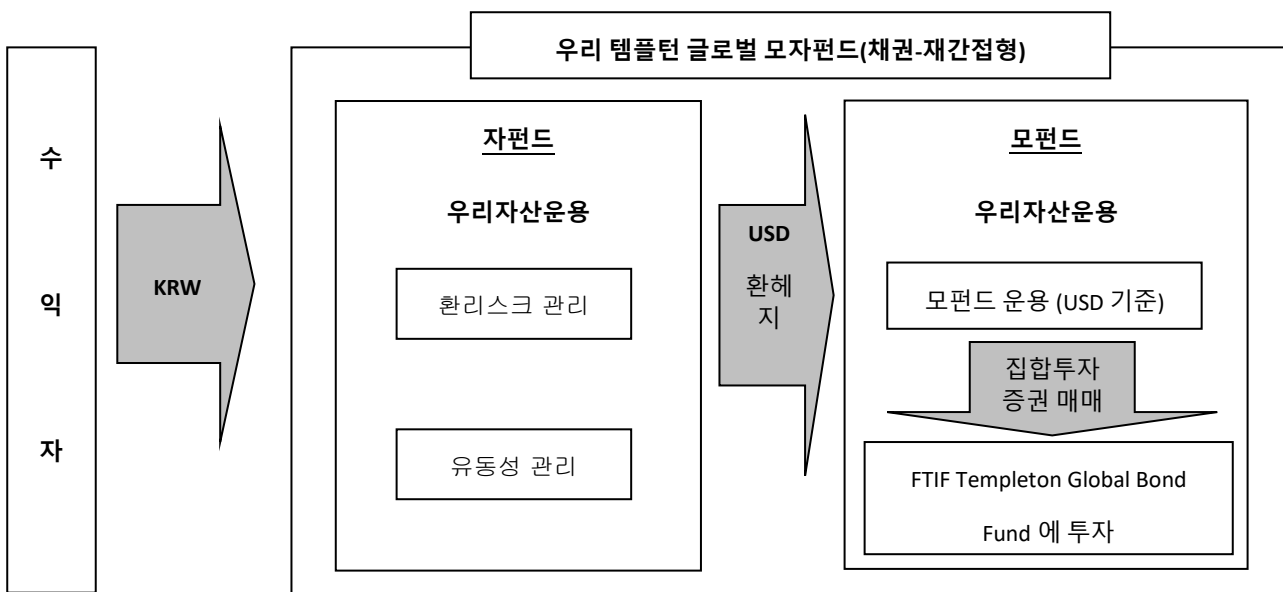 우리 템플턴 글로벌 모자펀드(채권-재간접형)
수
익
자
KRW
자펀드
우리자산운용
환리스크 관리
유동성 관리
USD
환헤
지
모펀드
우리자산운용
모펀드 운용 (USD 기준)
집합투자
증권 매매
FTIF Templeton Global Bond
Fund 에 투자